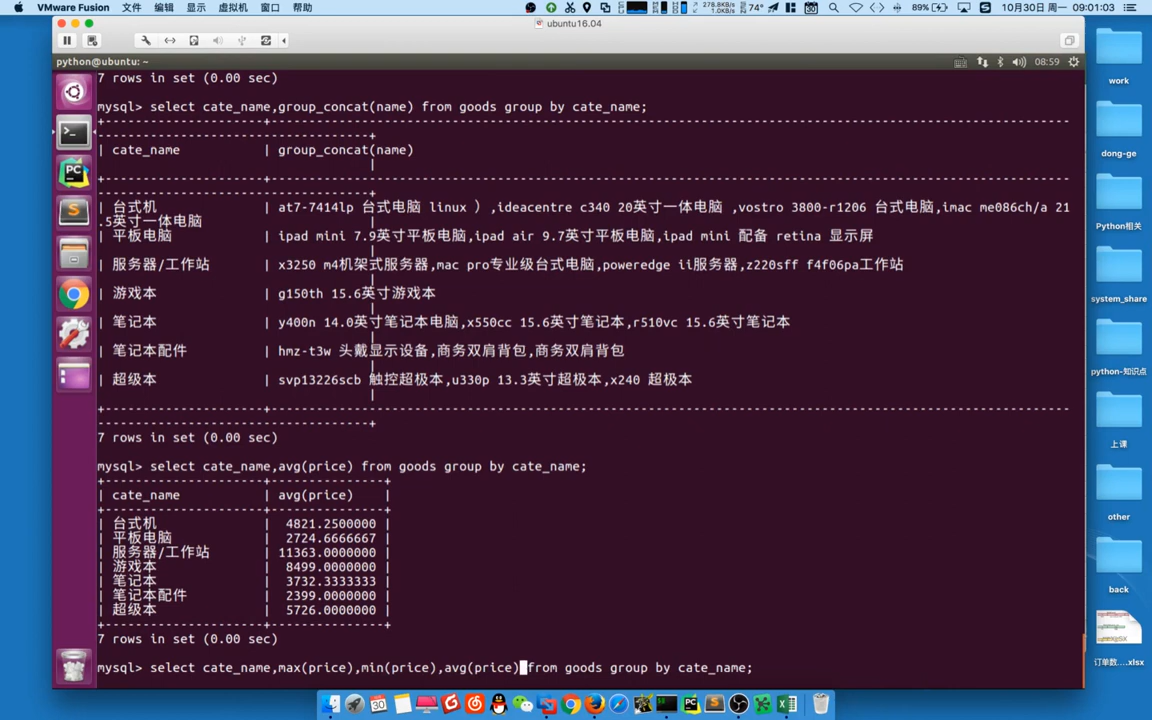 VMware Fusion 文件 编辑 显示 虚拟机 窗口 帮助 278.8KB/s 1.0KB/s 74° 89% 10月30日 周一 09:01:03
ubuntu16.04
python@ubuntu: ~ 08:59
7 rows in set (0.00 sec)
mysql> select cate_name,group_concat(name) from goods group by cate_name;
| cate_name | group_concat(name)
|
| 台式机 | at7-7414lp 台式电脑 linux ）,ideacentre c340 20英寸一体电脑 ,vostro 3800-r1206 台式电脑,imac me086ch/a 21
.5英寸一体电脑 |
| 平板电脑 | ipad mini 7.9英寸平板电脑,ipad air 9.7英寸平板电脑,ipad mini 配备 retina 显示屏
| 服务器/工作站 | x3250 m4机架式服务器,mac pro专业级台式电脑,poweredge ii服务器,z220sff f4f06pa工作站
| 游戏本 | g150th 15.6英寸游戏本
| 笔记本 | y400n 14.0英寸笔记本电脑,x550cc 15.6英寸笔记本,r510vc 15.6英寸笔记本
| 笔记本配件 | hmz-t3w 头戴显示设备,商务双肩背包,商务双肩背包
| 超级本 | svp13226scb 触控超极本,u330p 13.3英寸超极本,x240 超极本
|
7 rows in set (0.00 sec)
mysql> select cate_name,avg(price) from goods group by cate_name;
| cate_name | avg(price) |
| 台式机 | 4821.2500000 |
| 平板电脑 | 2724.6666667 |
| 服务器/工作站 | 11363.0000000 |
| 游戏本 | 8499.0000000 |
| 笔记本 | 3732.3333333 |
| 笔记本配件 | 2399.0000000 |
| 超级本 | 5726.0000000 |
7 rows in set (0.00 sec)
mysql> select cate_name,max(price),min(price),avg(price) from goods group by cate_name;
work
dong-ge
Python相关
system_share
python-知识点
上课
other
back
订单数....xlsx